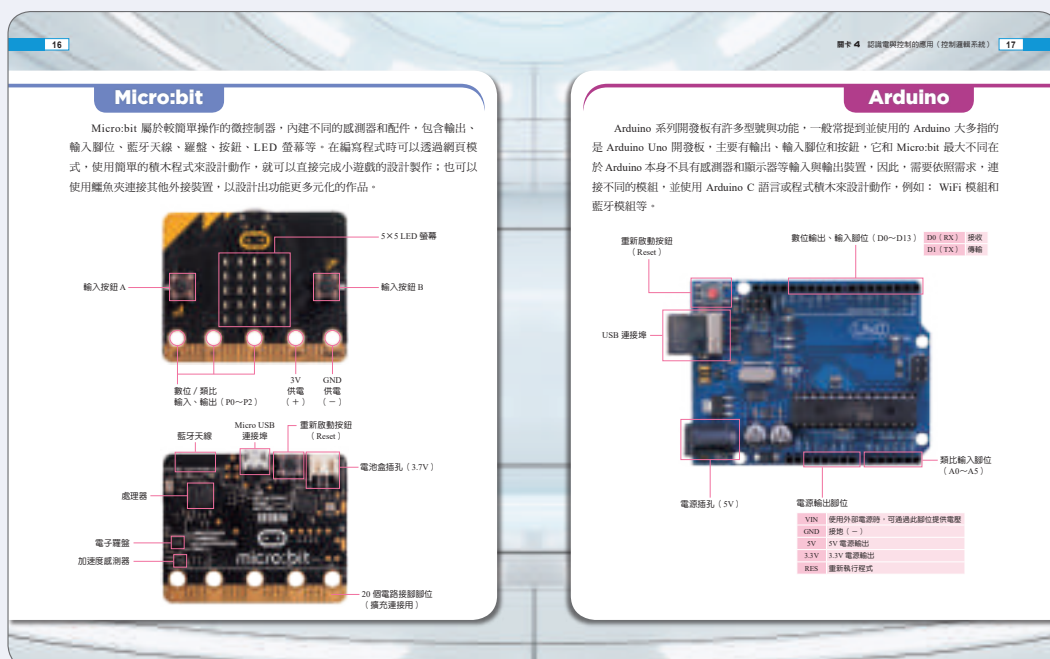 16
Micro:bit
Micro:bit 屬於較簡單操作的微控制器，內建不同的感測器和配件，包含輸出、
輸入腳位、藍牙天線、羅盤、按鈕、LED 螢幕等。在編寫程式時可以透過網頁模
式，使用簡單的積木程式來設計動作，就可以直接完成小遊戲的設計製作；也可以
使用鱷魚夾連接其他外接裝置，以設計出功能更多元化的作品。
5×5 LED 螢幕
輸入按鈕 A
輸入按鈕 B
數位 / 類比
輸入、輸出（P0～P2）
3V
供電
（＋）
GND
供電
（－）
藍牙天線
Micro USB
連接埠
重新啟動按鈕
（Reset）
電池盒插孔（3.7V）
處理器
電子羅盤
加速度感測器
micro:bit
20 個電路接腳腳位
（擴充連接用）
關卡 4 認識電與控制的應用（控制邏輯系統） 17
Arduino
Arduino 系列開發板有許多型號與功能，一般常提到並使用的 Arduino 大多指的
是 Arduino Uno 開發板，主要有輸出、輸入腳位和按鈕，它和 Micro:bit 最大不同在
於 Arduino 本身不具有感測器和顯示器等輸入與輸出裝置，因此，需要依照需求，連
接不同的模組，並使用 Arduino C 語言或程式積木來設計動作，例如： WiFi 模組和
藍牙模組等。
重新啟動按鈕
（Reset）
數位輸出、輸入腳位（D0～D13）
D0（RX） 接收
D1（TX） 傳輸
USB 連接埠
UNO
電源插孔（5V）
電源輸出腳位
類比輸入腳位
（A0～A5）
VIN 使用外部電源時，可通過此腳位提供電壓
GND 接地（－）
5V 5V 電源輸出
3.3V 3.3V 電源輸出
RES 重新執行程式